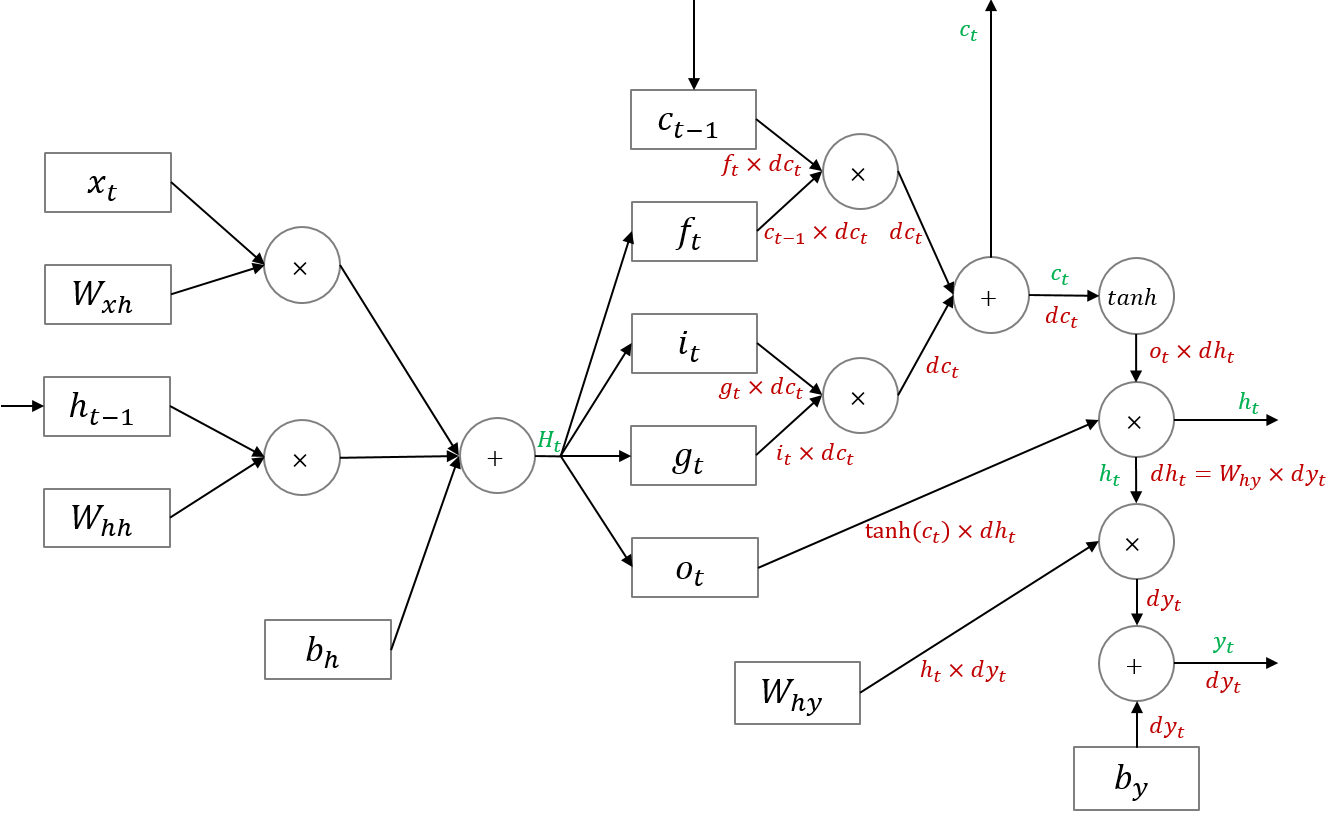 c_t
c_{t-1}
f_t × dc_t
×
x_t
f_t
c_{t-1} × dc_t
dc_t
×
W_{xh}
c_t
+
tanh
dc_t
i_t
o_t × dh_t
dc_t
g_t × dc_t
×
h_{t-1}
h_t
×
H_t
g_t
i_t × dc_t
×
+
h_t
dh_t = W_{hy} × dy_t
W_{hh}
tanh(c_t) × dh_t
×
o_t
dy_t
b_h
y_t
h_t × dy_t
+
dy_t
W_{hy}
dy_t
b_y